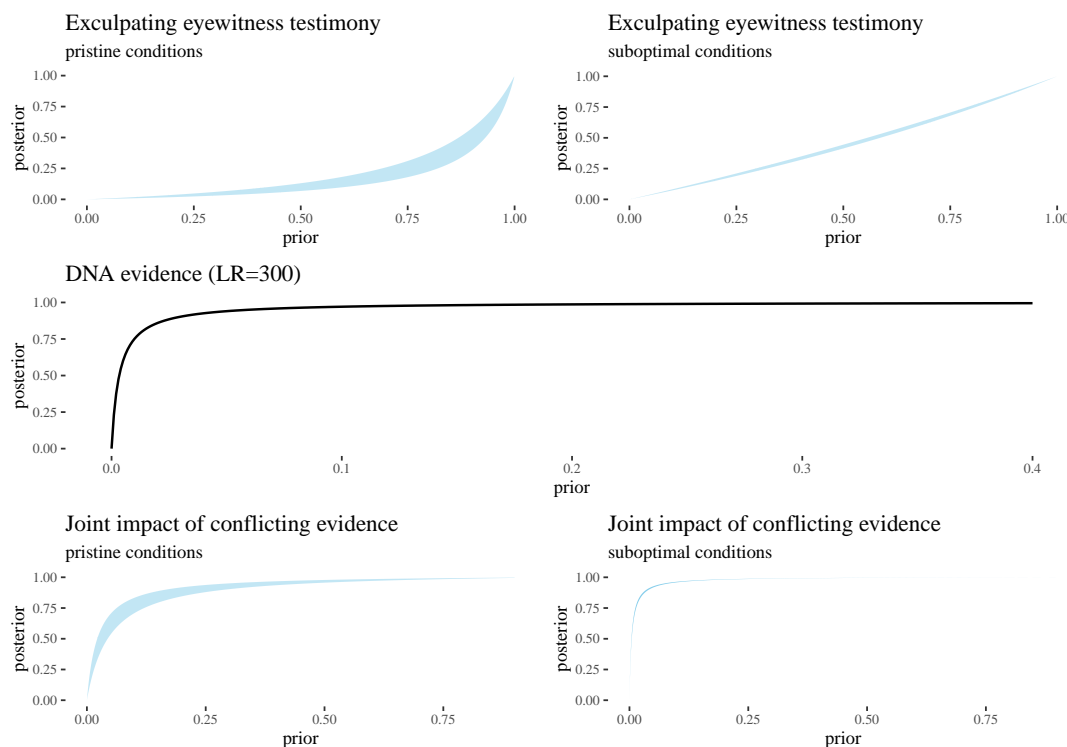 Exculpating eyewitness testimony
pristine conditions
1.00
0.75
0.50
0.25
0.00
posterior
0.00 0.25 0.50 0.75 1.00
prior
Exculpating eyewitness testimony
suboptimal conditions
1.00
0.75
0.50
0.25
0.00
posterior
0.00 0.25 0.50 0.75 1.00
prior
DNA evidence (LR=300)
1.00
0.75
0.50
0.25
0.00
posterior
0.0 0.1 0.2 0.3 0.4
prior
Joint impact of conflicting evidence
pristine conditions
1.00
0.75
0.50
0.25
0.00
posterior
0.00 0.25 0.50 0.75
prior
Joint impact of conflicting evidence
suboptimal conditions
1.00
0.75
0.50
0.25
0.00
posterior
0.00 0.25 0.50 0.75
prior